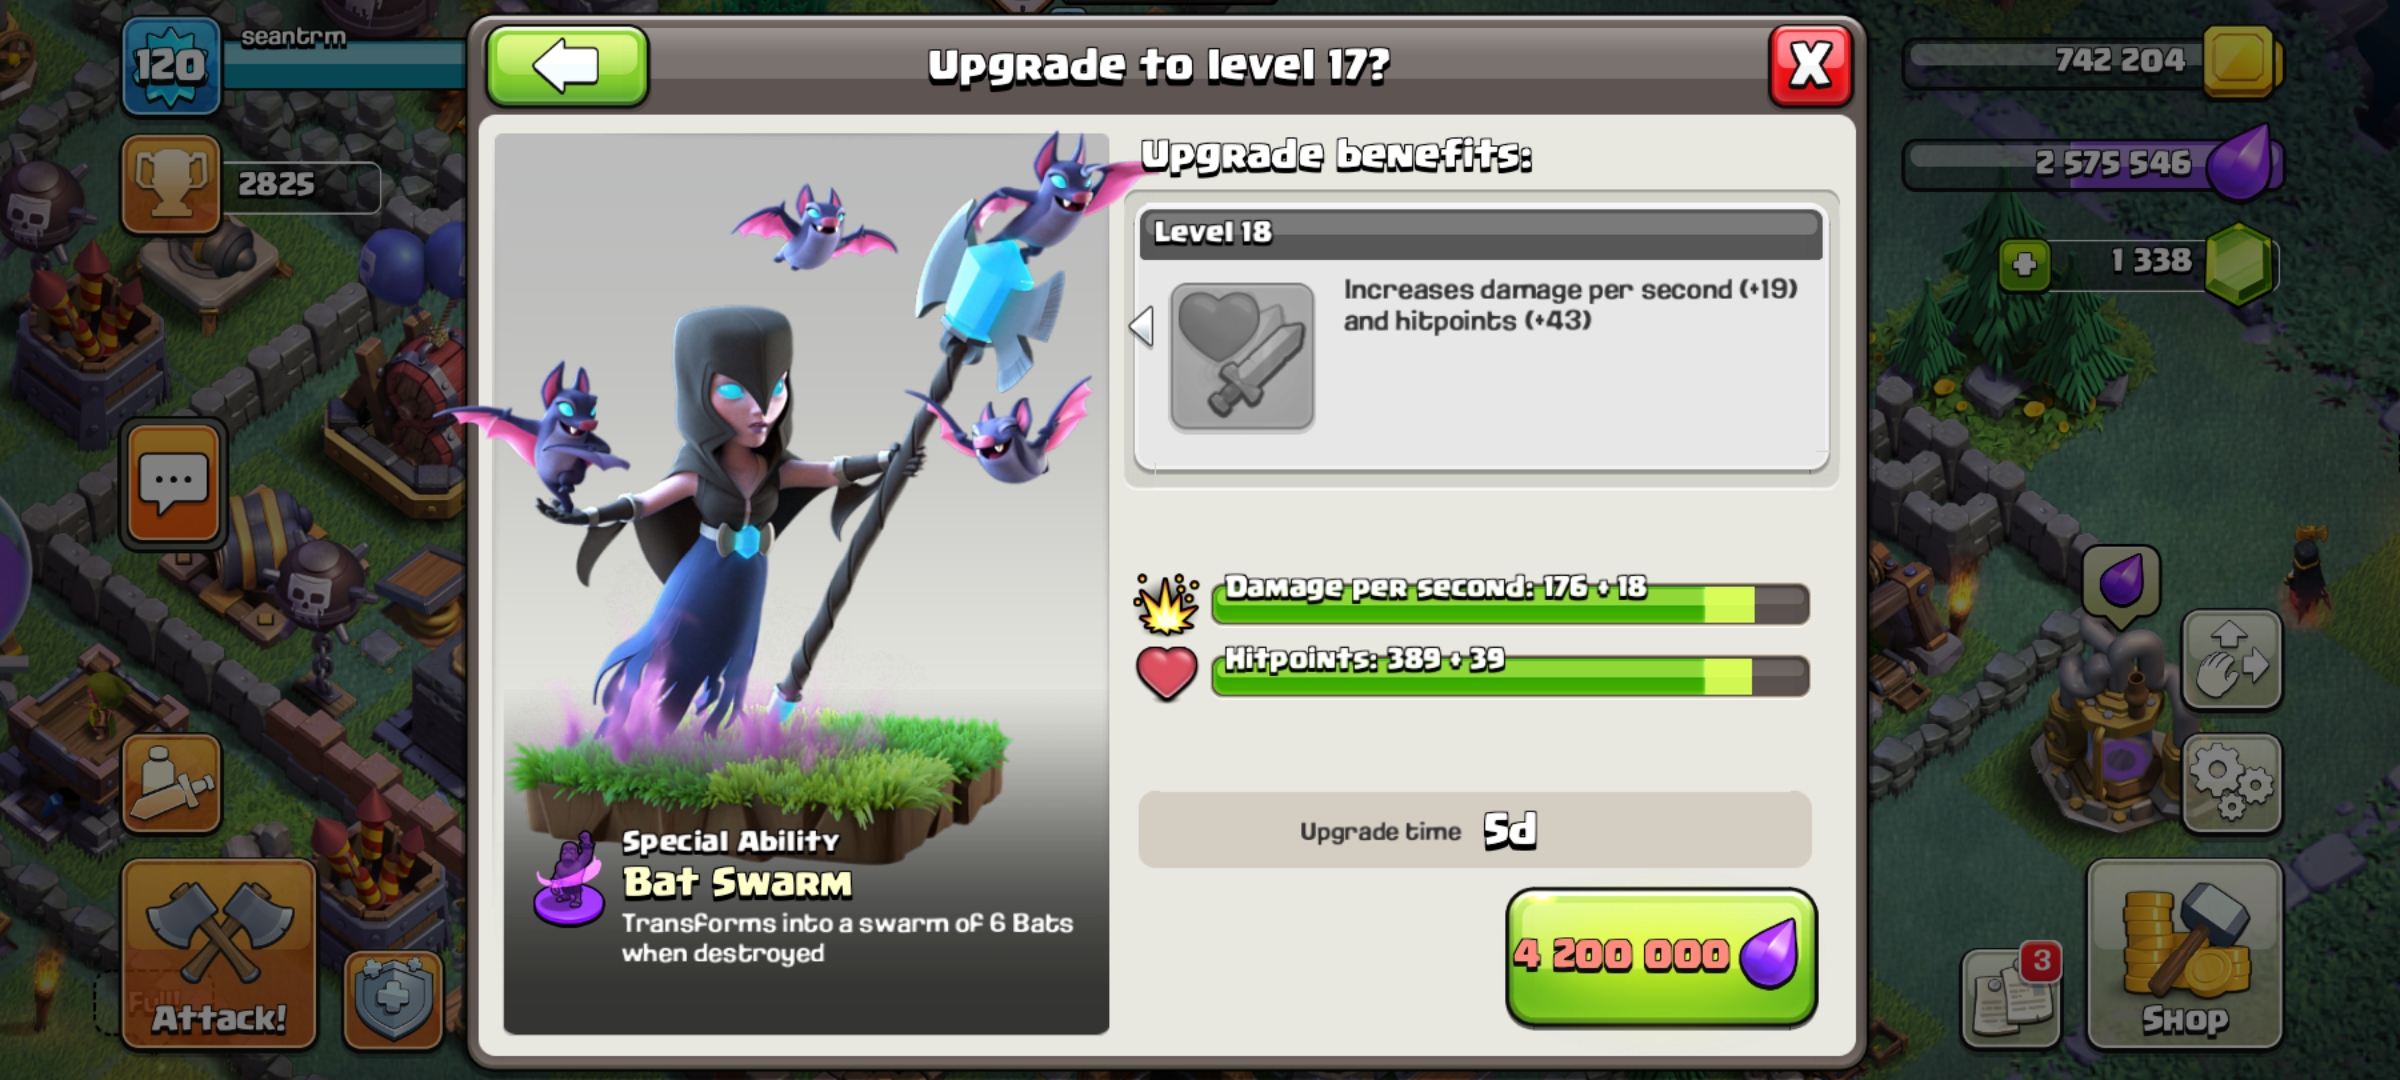 120
seantrm
Upgrade to level 17?
X
742 204
2825
Upgrade benefits:
2 575 546
Level 18
1 338
Increases damage per second (+19)
and hitpoints (+43)
Damage per second: 176 + 18
Hitpoints: 389 + 39
Upgrade time 5d
Special Ability
Bat Swarm
Transforms into a swarm of 6 Bats
when destroyed
4 200 000
3
Full!
Attack!
Shop